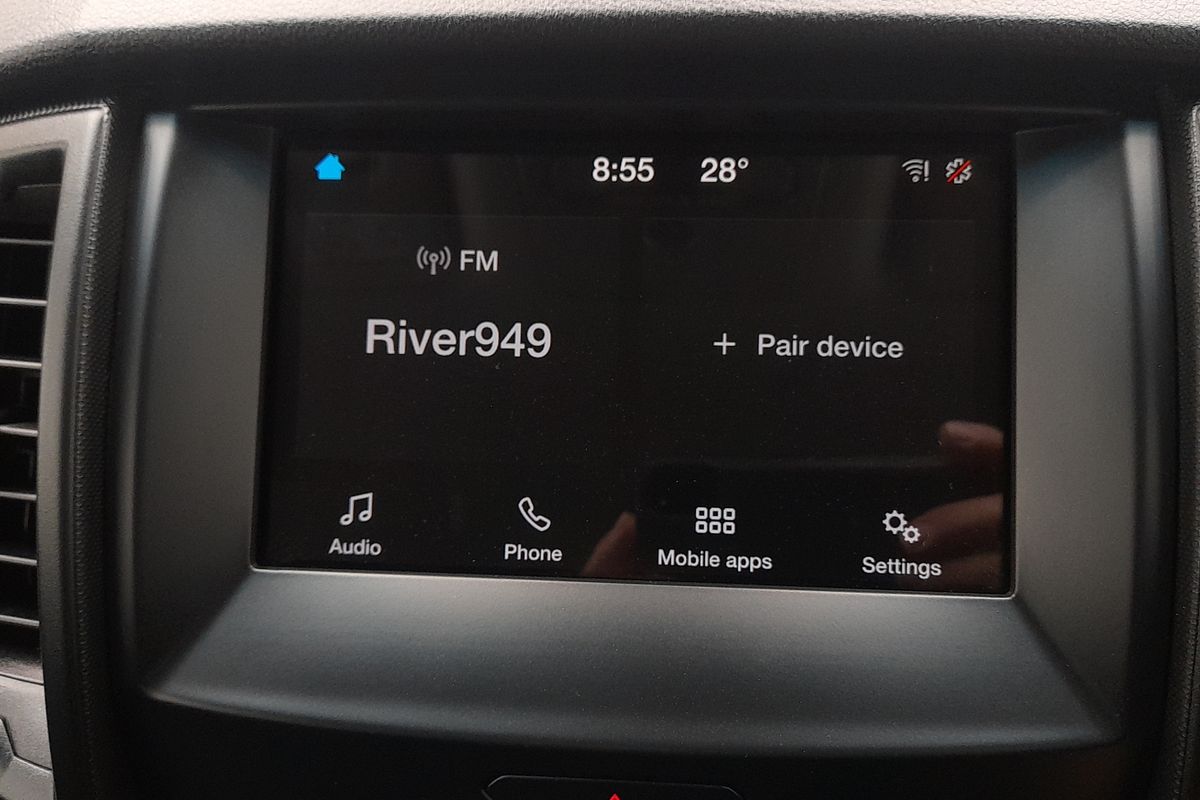 8:55 28°
FM
River949
+ Pair device
Audio Phone Mobile apps Settings